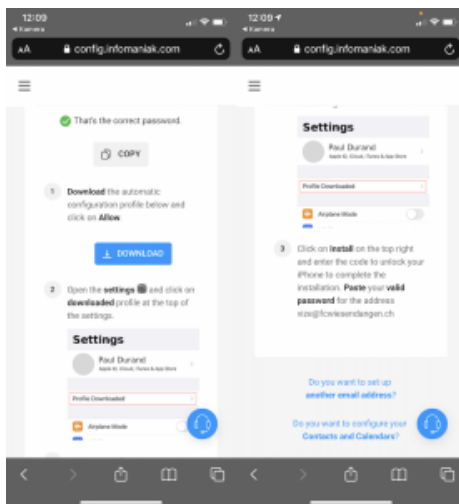 12:09
◀ Kamera
AA config.infomaniak.com
That's the correct password.
COPY
1 Download the automatic
configuration profile below and
click on Allow.
DOWNLOAD
2 Open the settings and click on
downloaded profile at the top of
the settings.
Settings
Paul Durand
Apple ID, iCloud, iTunes & App Store
Profile Downloaded
Airplane Mode
12:09
◀ Kamera
AA config.infomaniak.com
Settings
Paul Durand
Apple ID, iCloud, iTunes & App Store
Profile Downloaded
Airplane Mode
3 Click on Install on the top right
and enter the code to unlock your
iPhone to complete the
installation. Paste your valid
password for the address
vize@fcwiesendangen.ch
Do you want to set up
another email address?
Do you want to configure your
Contacts and Calendars?